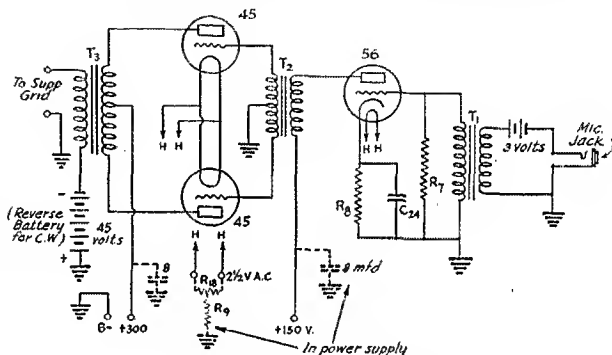 45
T3
T2
56
To Supp
Grid
H H
H H
T1
3 volts
Mic.
Jack
R7
R8
C24
-
(Reverse
Battery
for C.W)
45
volts
+
45
H H
2½V A.C.
R18
R9
8
8 mfd
B-
+300
+150 V.
In power supply